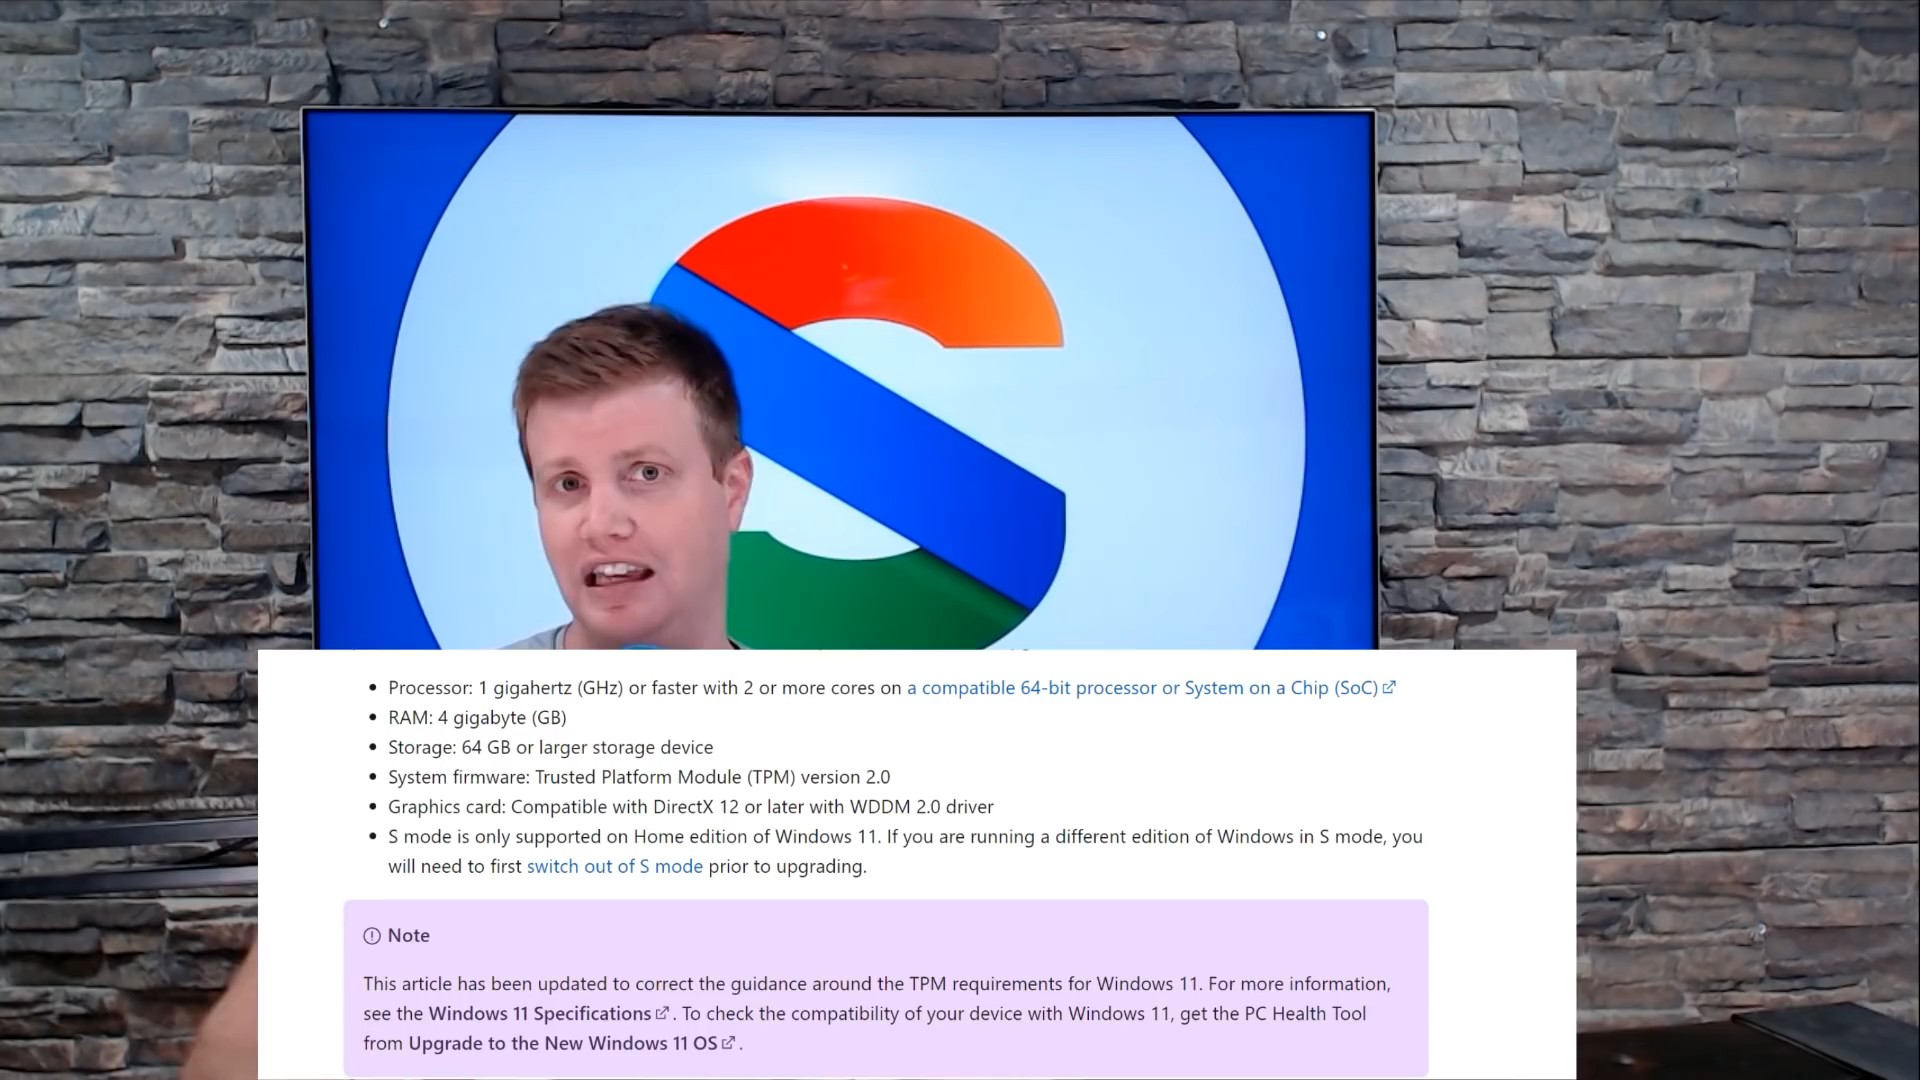 S
• Processor: 1 gigahertz (GHz) or faster with 2 or more cores on a compatible 64-bit processor or System on a Chip (SoC)
• RAM: 4 gigabyte (GB)
• Storage: 64 GB or larger storage device
• System firmware: Trusted Platform Module (TPM) version 2.0
• Graphics card: Compatible with DirectX 12 or later with WDDM 2.0 driver
• S mode is only supported on Home edition of Windows 11. If you are running a different edition of Windows in S mode, you
will need to first switch out of S mode prior to upgrading.
Note
This article has been updated to correct the guidance around the TPM requirements for Windows 11. For more information,
see the Windows 11 Specifications. To check the compatibility of your device with Windows 11, get the PC Health Tool
from Upgrade to the New Windows 11 OS.